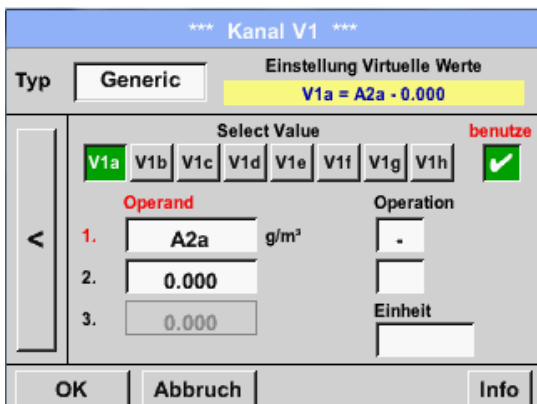 *** Kanal V1 ***
Typ
Generic
Einstellung Virtuelle Werte
V1a = A2a - 0.000
Select Value
benutze
V1a V1b V1c V1d V1e V1f V1g V1h
✔
Operand
Operation
<
1. A2a g/m³ -
2. 0.000
Einheit
3. 0.000
OK Abbruch Info